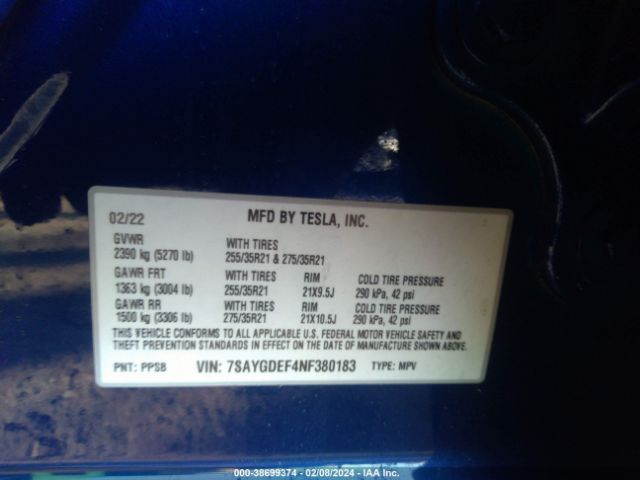 02/22 MFD BY TESLA, INC.
GVWR WITH TIRES
2390 kg (5270 lb) 255/35R21 & 275/35R21
GAWR FRT WITH TIRES RIM COLD TIRE PRESSURE
1363 kg (3004 lb) 255/35R21 21X9.5J 290 kPa, 42 psi
GAWR RR WITH TIRES RIM COLD TIRE PRESSURE
1500 kg (3306 lb) 275/35R21 21X10.5J 290 kPa, 42 psi
THIS VEHICLE CONFORMS TO ALL APPLICABLE U.S. FEDERAL MOTOR VEHICLE SAFETY AND
THEFT PREVENTION STANDARDS IN EFFECT ON THE DATE OF MANUFACTURE SHOWN ABOVE.
PNT: PPSB VIN: 7SAYGDEF4NF380183 TYPE: MPV
000-38699374 - 02/08/2024 - IAA Inc.